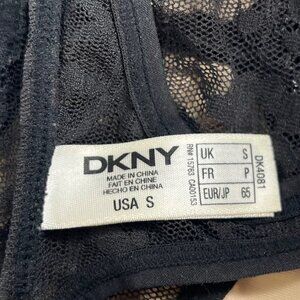 DKNY
MADE IN CHINA
FAIT EN CHINE
HECHO EN CHINA
USA S
RN# 15763 CA00153
UK S
FR P
EUR/JP 65
DK4081